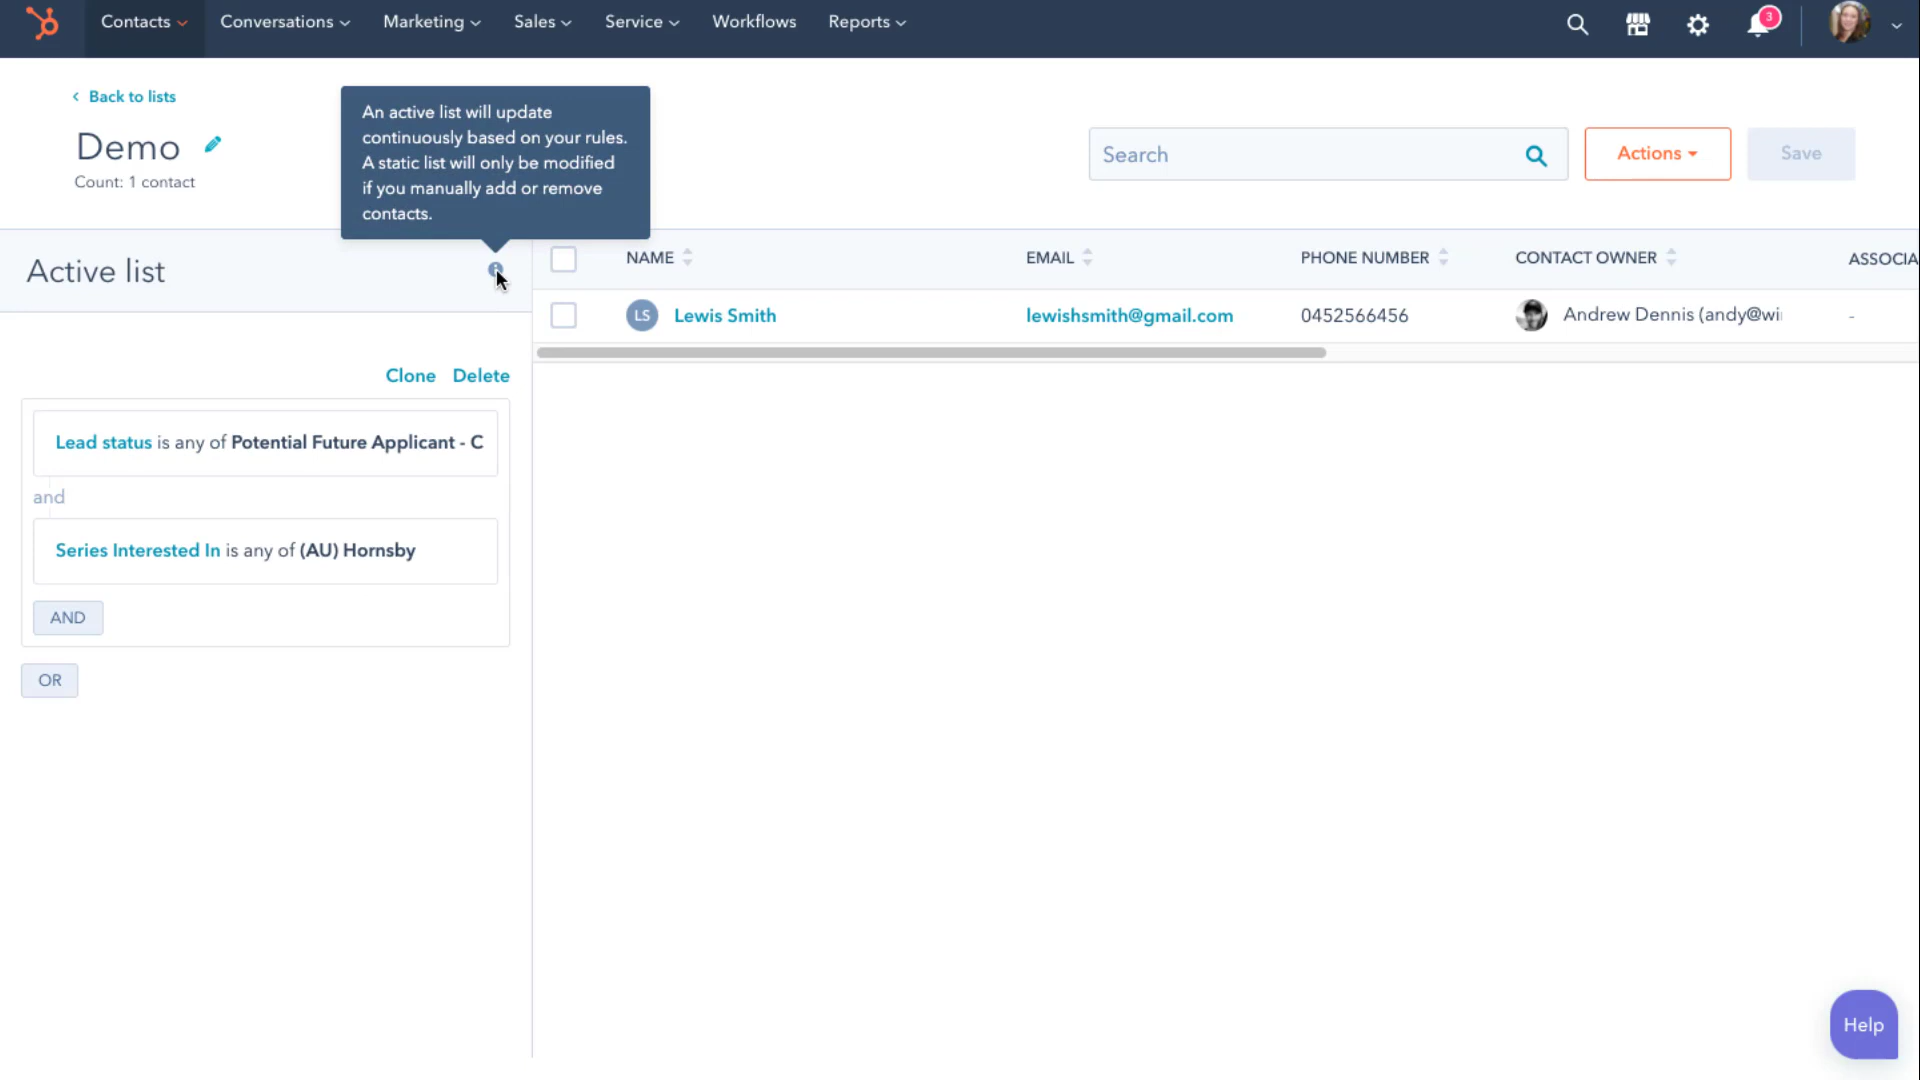 Contacts
Conversations
Marketing
Sales
Service
Workflows
Reports
3
Back to lists
Demo
Count: 1 contact
An active list will update
continuously based on your rules.
A static list will only be modified
if you manually add or remove
contacts.
Search
Actions
Save
Active list
NAME
EMAIL
PHONE NUMBER
CONTACT OWNER
ASSOCIA
LS
Lewis Smith
lewishsmith@gmail.com
0452566456
Andrew Dennis (andy@wi
-
Clone
Delete
Lead status is any of Potential Future Applicant - C
and
Series Interested In is any of (AU) Hornsby
AND
OR
Help